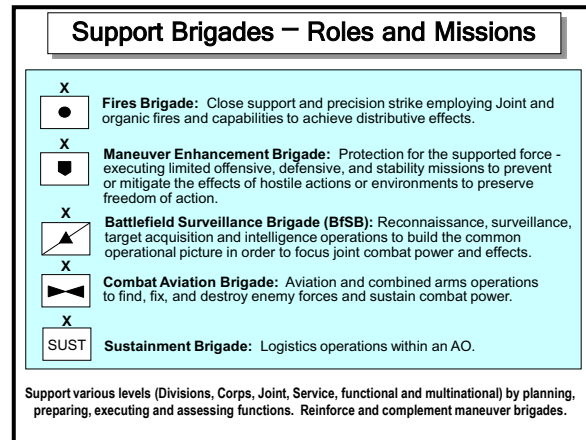 Support Brigades – Roles and Missions
X
Fires Brigade: Close support and precision strike employing Joint and
organic fires and capabilities to achieve distributive effects.
X
Maneuver Enhancement Brigade: Protection for the supported force -
executing limited offensive, defensive, and stability missions to prevent
or mitigate the effects of hostile actions or environments to preserve
freedom of action.
X
Battlefield Surveillance Brigade (BfSB): Reconnaissance, surveillance,
target acquisition and intelligence operations to build the common
operational picture in order to focus joint combat power and effects.
X
Combat Aviation Brigade: Aviation and combined arms operations
to find, fix, and destroy enemy forces and sustain combat power.
X
SUST
Sustainment Brigade: Logistics operations within an AO.
Support various levels (Divisions, Corps, Joint, Service, functional and multinational) by planning,
preparing, executing and assessing functions. Reinforce and complement maneuver brigades.